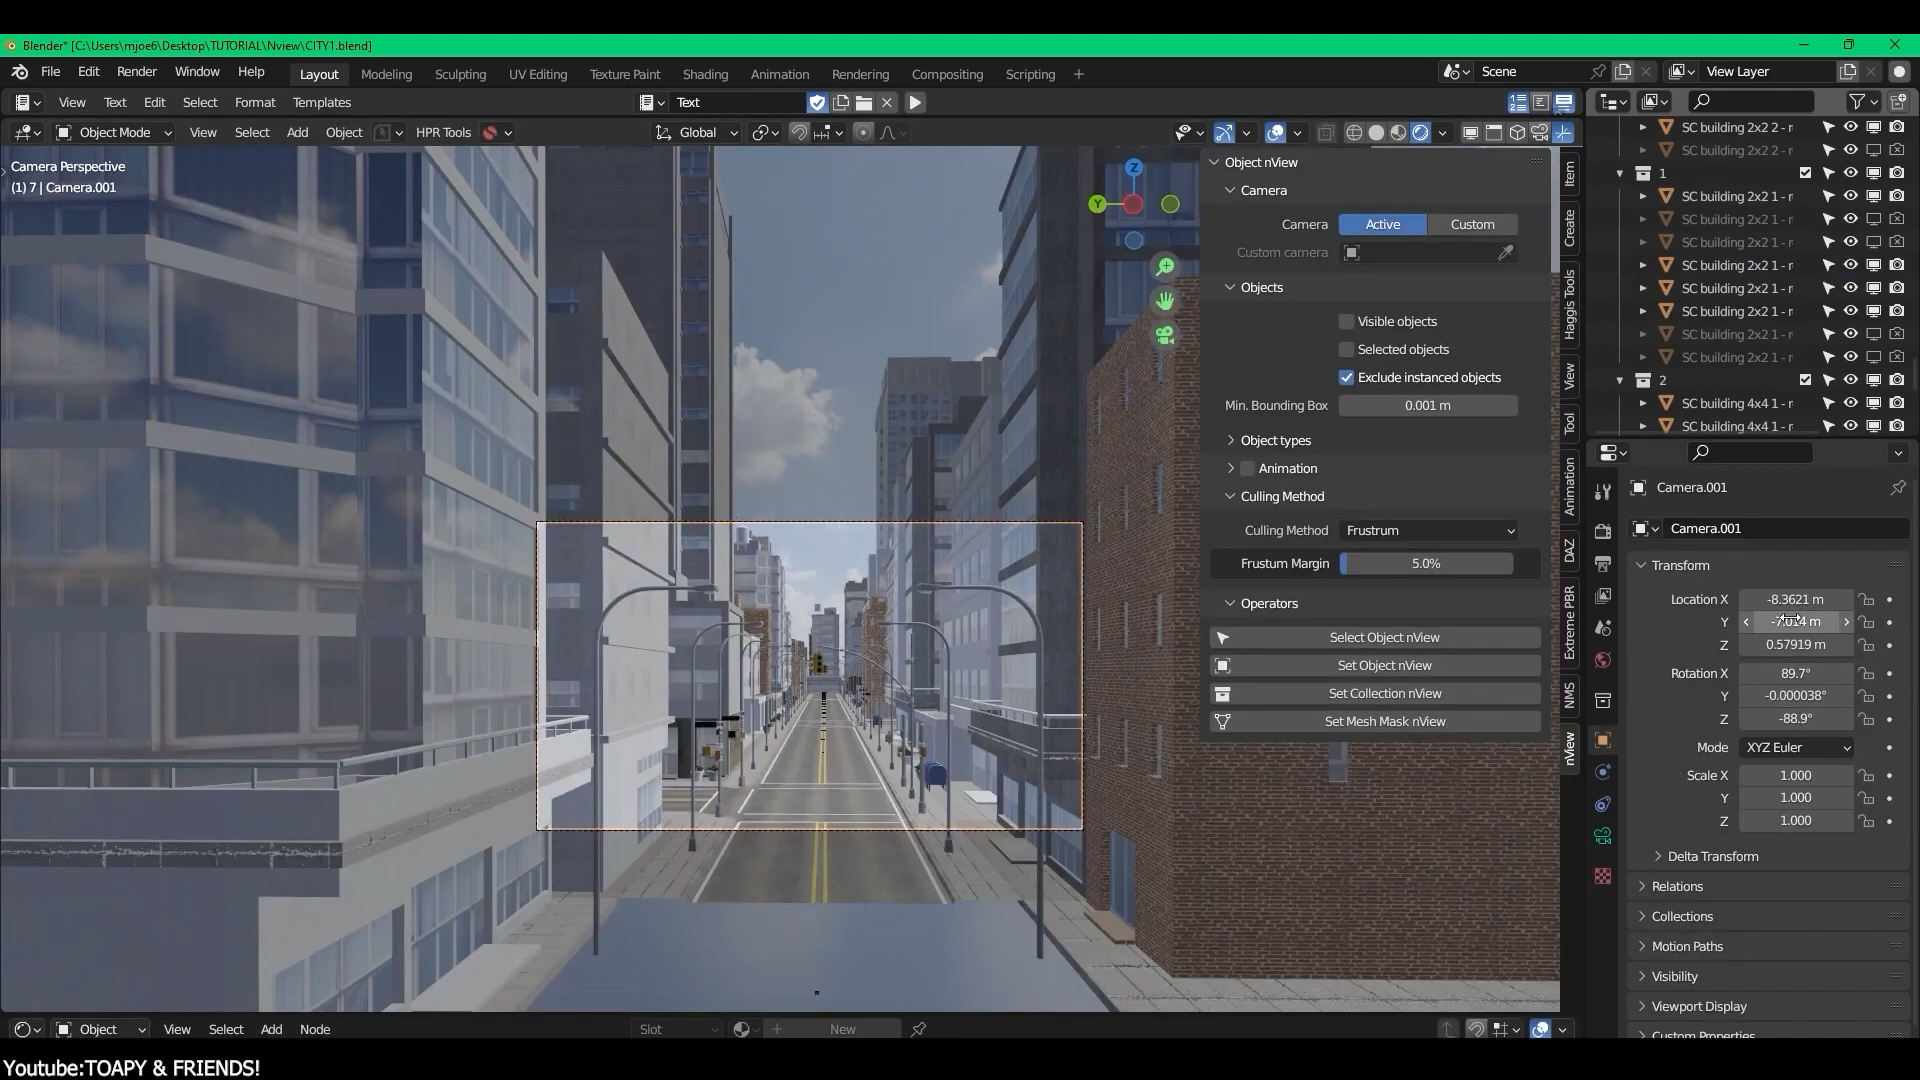 Blender* [C:\Users\mjoe6\Desktop\TUTORIAL\Nview\CITY1.blend]
File Edit Render Window Help Layout Modeling Sculpting UV Editing Texture Paint Shading Animation Rendering Compositing Scripting + Scene View Layer
View Text Edit Select Format Templates Text
Object Mode View Select Add Object HPR Tools Global
Camera Perspective
(1) 7 | Camera.001
Z
Y
Object nView
Camera
Camera Active Custom
Custom camera
Objects
Visible objects
Selected objects
Exclude instanced objects
Min. Bounding Box 0.001 m
Object types
Animation
Culling Method
Culling Method Frustrum
Frustum Margin 5.0%
Operators
Select Object nView
Set Object nView
Set Collection nView
Set Mesh Mask nView
Item
Create
Haggis Tools
View
Tool
Animation
DAZ
Extreme PBR
NMS
nView
SC building 2x2 2 - r
SC building 2x2 2 - r
1
SC building 2x2 1 - r
SC building 2x2 1 - r
SC building 2x2 1 - r
SC building 2x2 1 - r
SC building 2x2 1 - r
SC building 2x2 1 - r
SC building 2x2 1 - r
SC building 2x2 1 - r
2
SC building 4x4 1 - r
SC building 4x4 1 - r
Camera.001
Camera.001
Transform
Location X -8.3621 m
Y
Z 0.57919 m
Rotation X 89.7°
Y -0.000038°
Z -88.9°
Mode XYZ Euler
Scale X 1.000
Y 1.000
Z 1.000
Delta Transform
Relations
Collections
Motion Paths
Visibility
Viewport Display
Custom Properties
Object View Select Add Node Slot New
Youtube:TOAPY & FRIENDS!